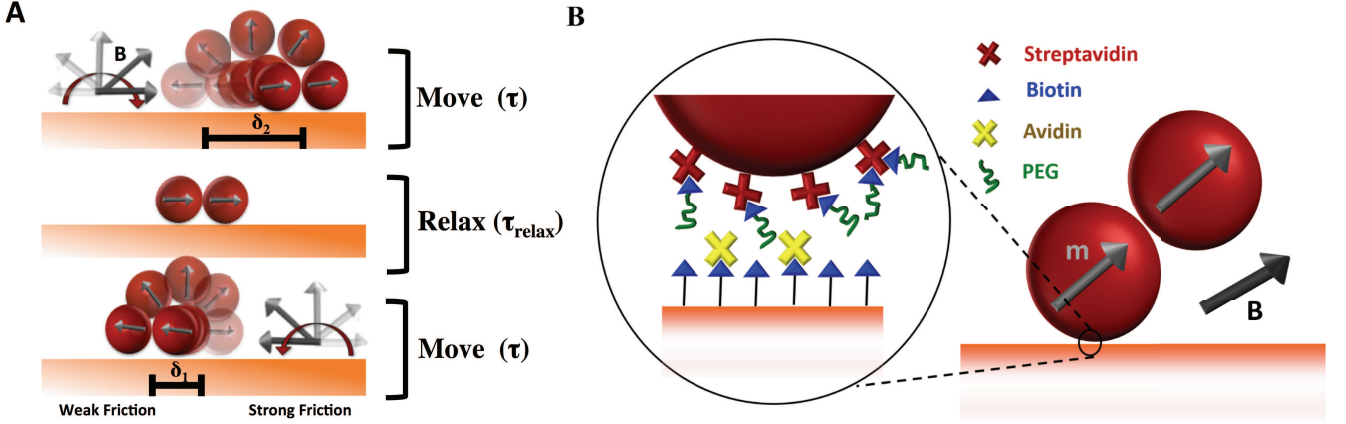 A
B
Move (τ)
δ2
Relax (τrelax)
Move (τ)
δ1
Weak Friction
Strong Friction
B
Streptavidin
Biotin
Avidin
PEG
m
B